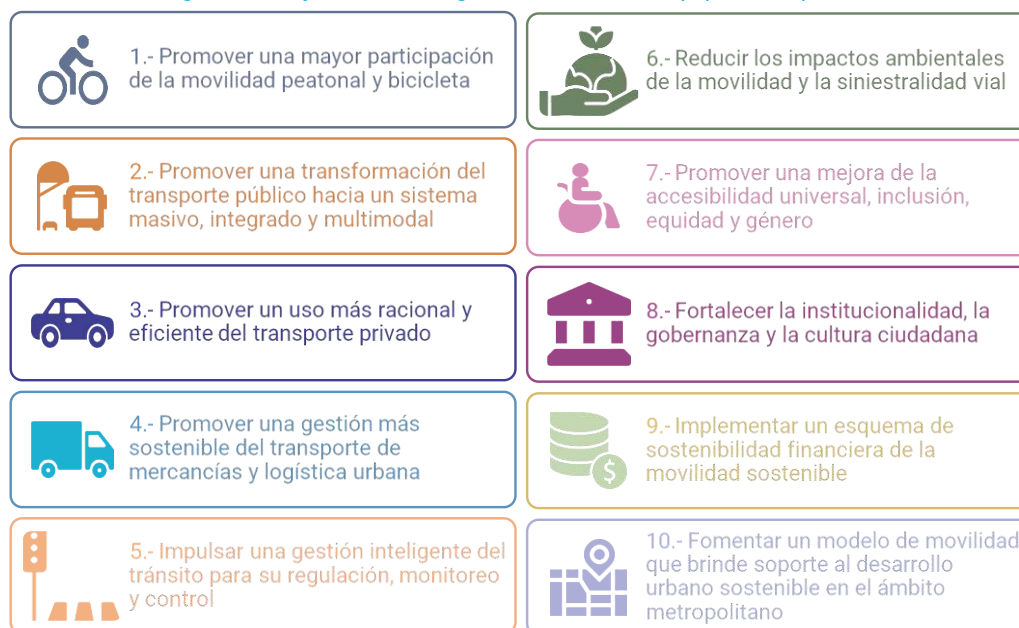 1.- Promover una mayor participación
de la movilidad peatonal y bicicleta
2.- Promover una transformación del
transporte público hacia un sistema
masivo, integrado y multimodal
3.- Promover un uso más racional y
eficiente del transporte privado
4.- Promover una gestión más
sostenible del transporte de
mercancías y logística urbana
5.- Impulsar una gestión inteligente del
tránsito para su regulación, monitoreo
y control
6.- Reducir los impactos ambientales
de la movilidad y la siniestralidad vial
7.- Promover una mejora de la
accesibilidad universal, inclusión,
equidad y género
8.- Fortalecer la institucionalidad, la
gobernanza y la cultura ciudadana
9.- Implementar un esquema de
sostenibilidad financiera de la
movilidad sostenible
$
10.- Fomentar un modelo de movilidad
que brinde soporte al desarrollo
urbano sostenible en el ámbito
metropolitano